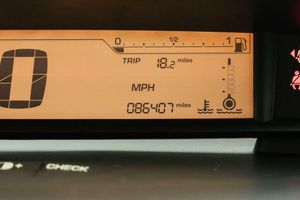 0 1/2 1
TRIP 18.2 miles
0
MPH
086407 miles
+ CHECK